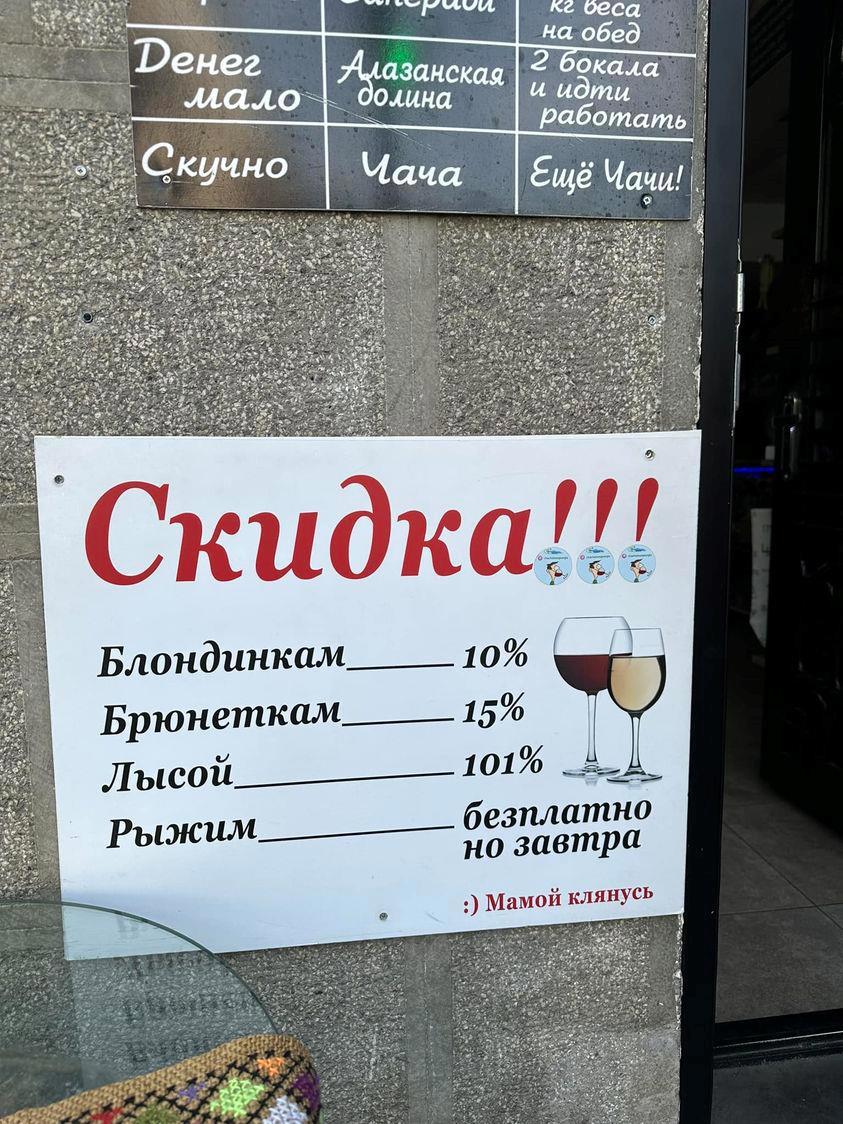 кг веса
на обед
Денег
мало
Алазанская
долина
2 бокала
и идти
работать
Скучно
Чача
Ещё Чачи!
Скидка!!!
Блондинкам 10%
Брюнеткам 15%
Лысой 101%
Рыжим безплатно
но завтра
:) Мамой клянусь